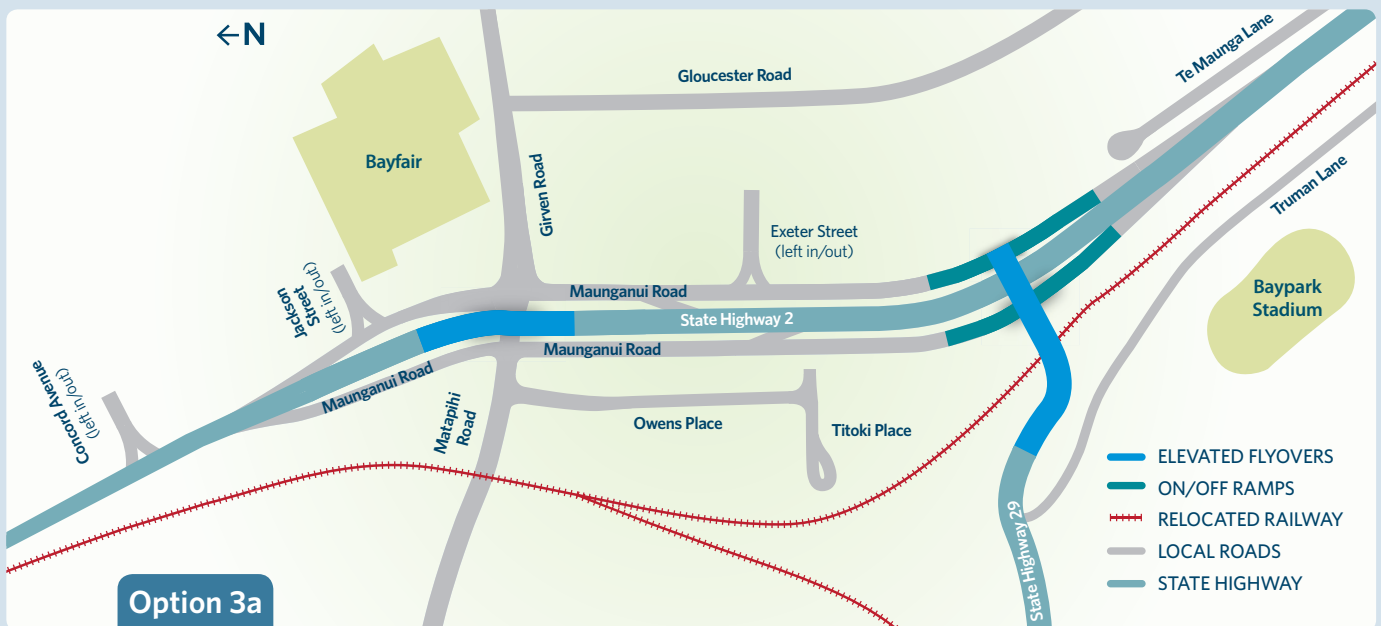 ←N
Gloucester Road
Te Maunga Lane
Bayfair
Girven Road
Truman Lane
Exeter Street
(left in/out)
Jackson
Street
(left in/out)
Maunganui Road
State Highway 2
Baypark
Stadium
Maunganui Road
Maunganui Road
Concord Avenue
(left in/out)
Matapihi
Road
Owens Place
Titoki Place
State Highway 29
ELEVATED FLYOVERS
ON/OFF RAMPS
RELOCATED RAILWAY
LOCAL ROADS
STATE HIGHWAY
Option 3a